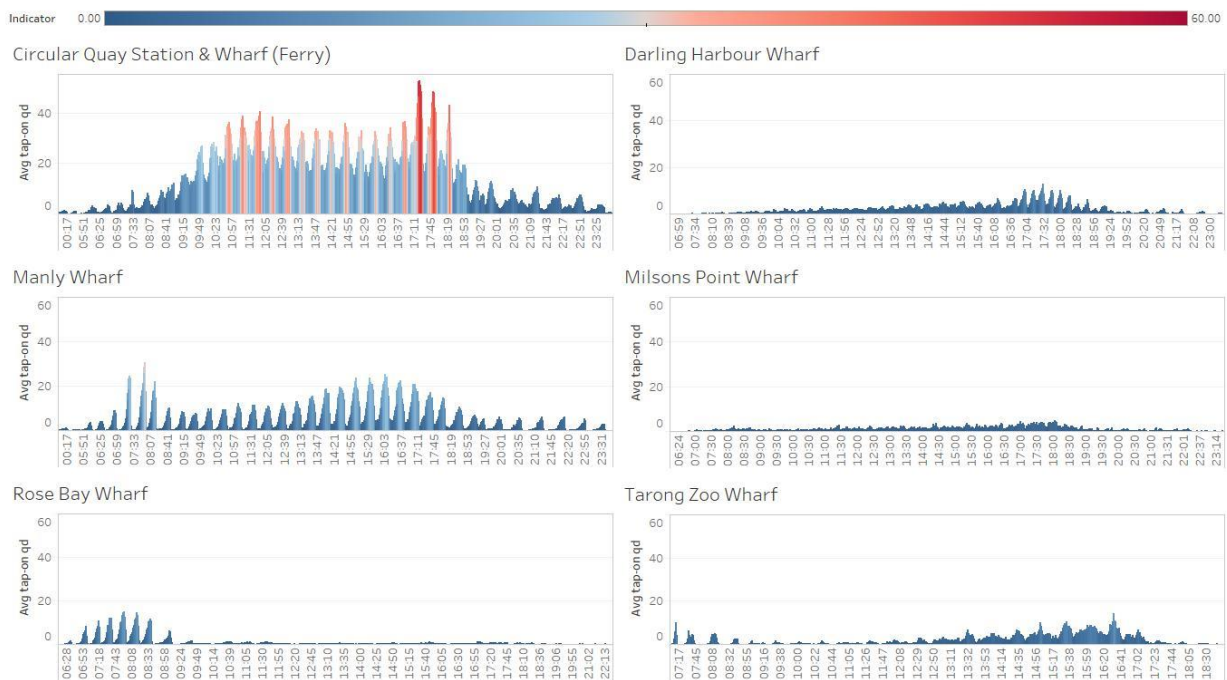 Indicator 0.00 60.00
Circular Quay Station & Wharf (Ferry)
Avg tap-on qd
40
20
0
00:17 05:51 06:25 06:59 07:33 08:07 08:41 09:15 09:49 10:23 10:57 11:31 12:05 12:39 13:13 13:47 14:21 14:55 15:29 16:03 16:37 17:11 17:45 18:19 18:53 19:27 20:01 20:35 21:09 21:43 22:17 22:51 23:25
Darling Harbour Wharf
Avg tap-on qd
60
40
20
0
06:59 07:34 08:10 08:39 09:08 09:36 10:04 10:32 11:00 11:28 11:56 12:24 12:52 13:20 13:48 14:16 14:44 15:12 15:40 16:08 16:36 17:04 17:32 18:00 18:28 18:56 19:24 19:52 20:20 20:49 21:17 22:08 23:00
Manly Wharf
Avg tap-on qd
60
40
20
0
00:17 05:51 06:25 06:59 07:33 08:07 08:41 09:15 09:49 10:23 10:57 11:31 12:05 12:39 13:13 13:47 14:21 14:55 15:29 16:03 16:37 17:11 17:45 18:19 18:53 19:27 20:01 20:35 21:10 21:45 22:20 22:55 23:31
Milsons Point Wharf
Avg tap-on qd
60
40
20
0
06:24 07:00 07:30 08:00 08:30 09:00 09:30 10:00 10:30 11:00 11:30 12:00 12:30 13:00 13:30 14:00 14:30 15:00 15:30 16:00 16:30 17:00 17:30 18:00 18:30 19:00 19:30 20:00 20:30 21:00 21:31 22:01 22:37 23:14
Rose Bay Wharf
Avg tap-on qd
60
40
20
0
06:28 06:53 07:18 07:43 08:08 08:33 08:58 09:24 09:49 10:14 10:39 11:05 11:30 11:55 12:20 12:45 13:10 13:35 14:00 14:25 14:50 15:15 15:40 16:05 16:30 16:55 17:20 17:45 18:10 18:36 19:06 19:55 21:02 22:13
Tarong Zoo Wharf
Avg tap-on qd
60
40
20
0
07:17 07:45 08:08 08:32 08:55 09:16 09:38 10:00 10:22 10:44 11:05 11:26 11:47 12:08 12:29 12:50 13:11 13:32 13:53 14:14 14:35 14:56 15:17 15:38 15:59 16:20 16:41 17:02 17:23 17:44 18:05 18:30